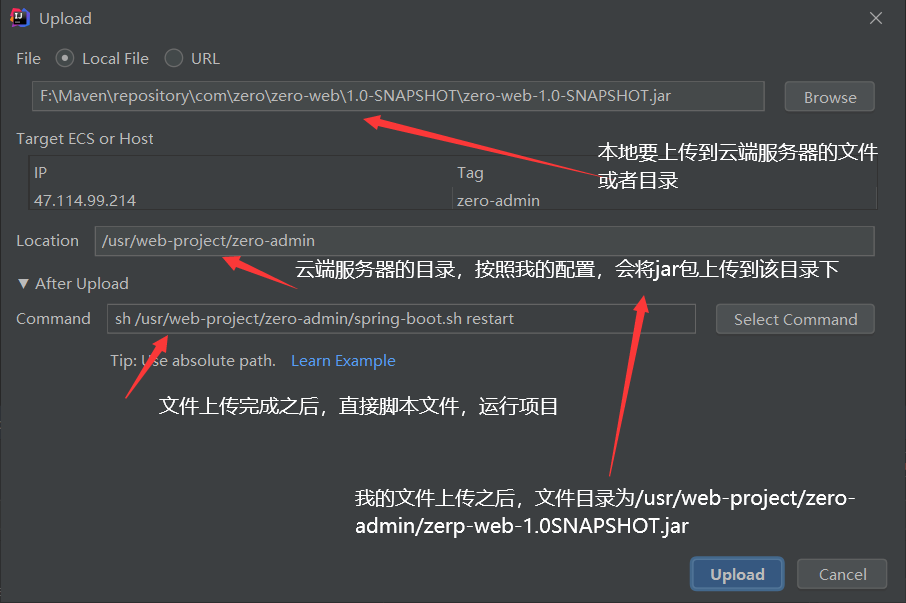 Upload
File Local File URL
F:\Maven\repository\com\zero\zero-web\1.0-SNAPSHOT\zero-web-1.0-SNAPSHOT.jar Browse
Target ECS or Host
本地要上传到云端服务器的文件
或者目录
IP Tag
47.114.99.214 zero-admin
Location /usr/web-project/zero-admin
云端服务器的目录，按照我的配置，会将jar包上传到该目录下
After Upload
Command sh /usr/web-project/zero-admin/spring-boot.sh restart Select Command
Tip: Use absolute path. Learn Example
文件上传完成之后，直接脚本文件，运行项目
我的文件上传之后，文件目录为/usr/web-project/zero-
admin/zerp-web-1.0SNAPSHOT.jar
Upload Cancel